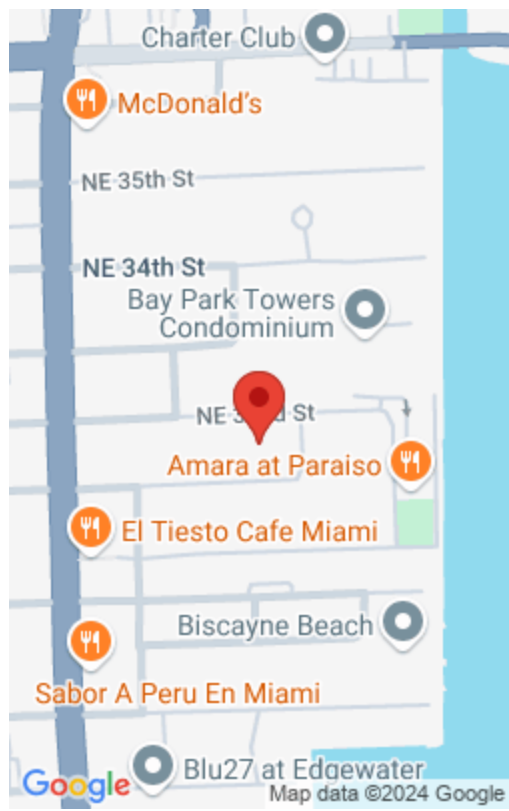 Charter Club
McDonald's
NE 35th St
NE 34th St
Bay Park Towers
Condominium
St
Amara at Paraiso
El Tiesto Cafe Miami
Biscayne Beach
Sabor A Peru En Miami
Blu27 at Edgewater
Google
Map data ©2024 Google